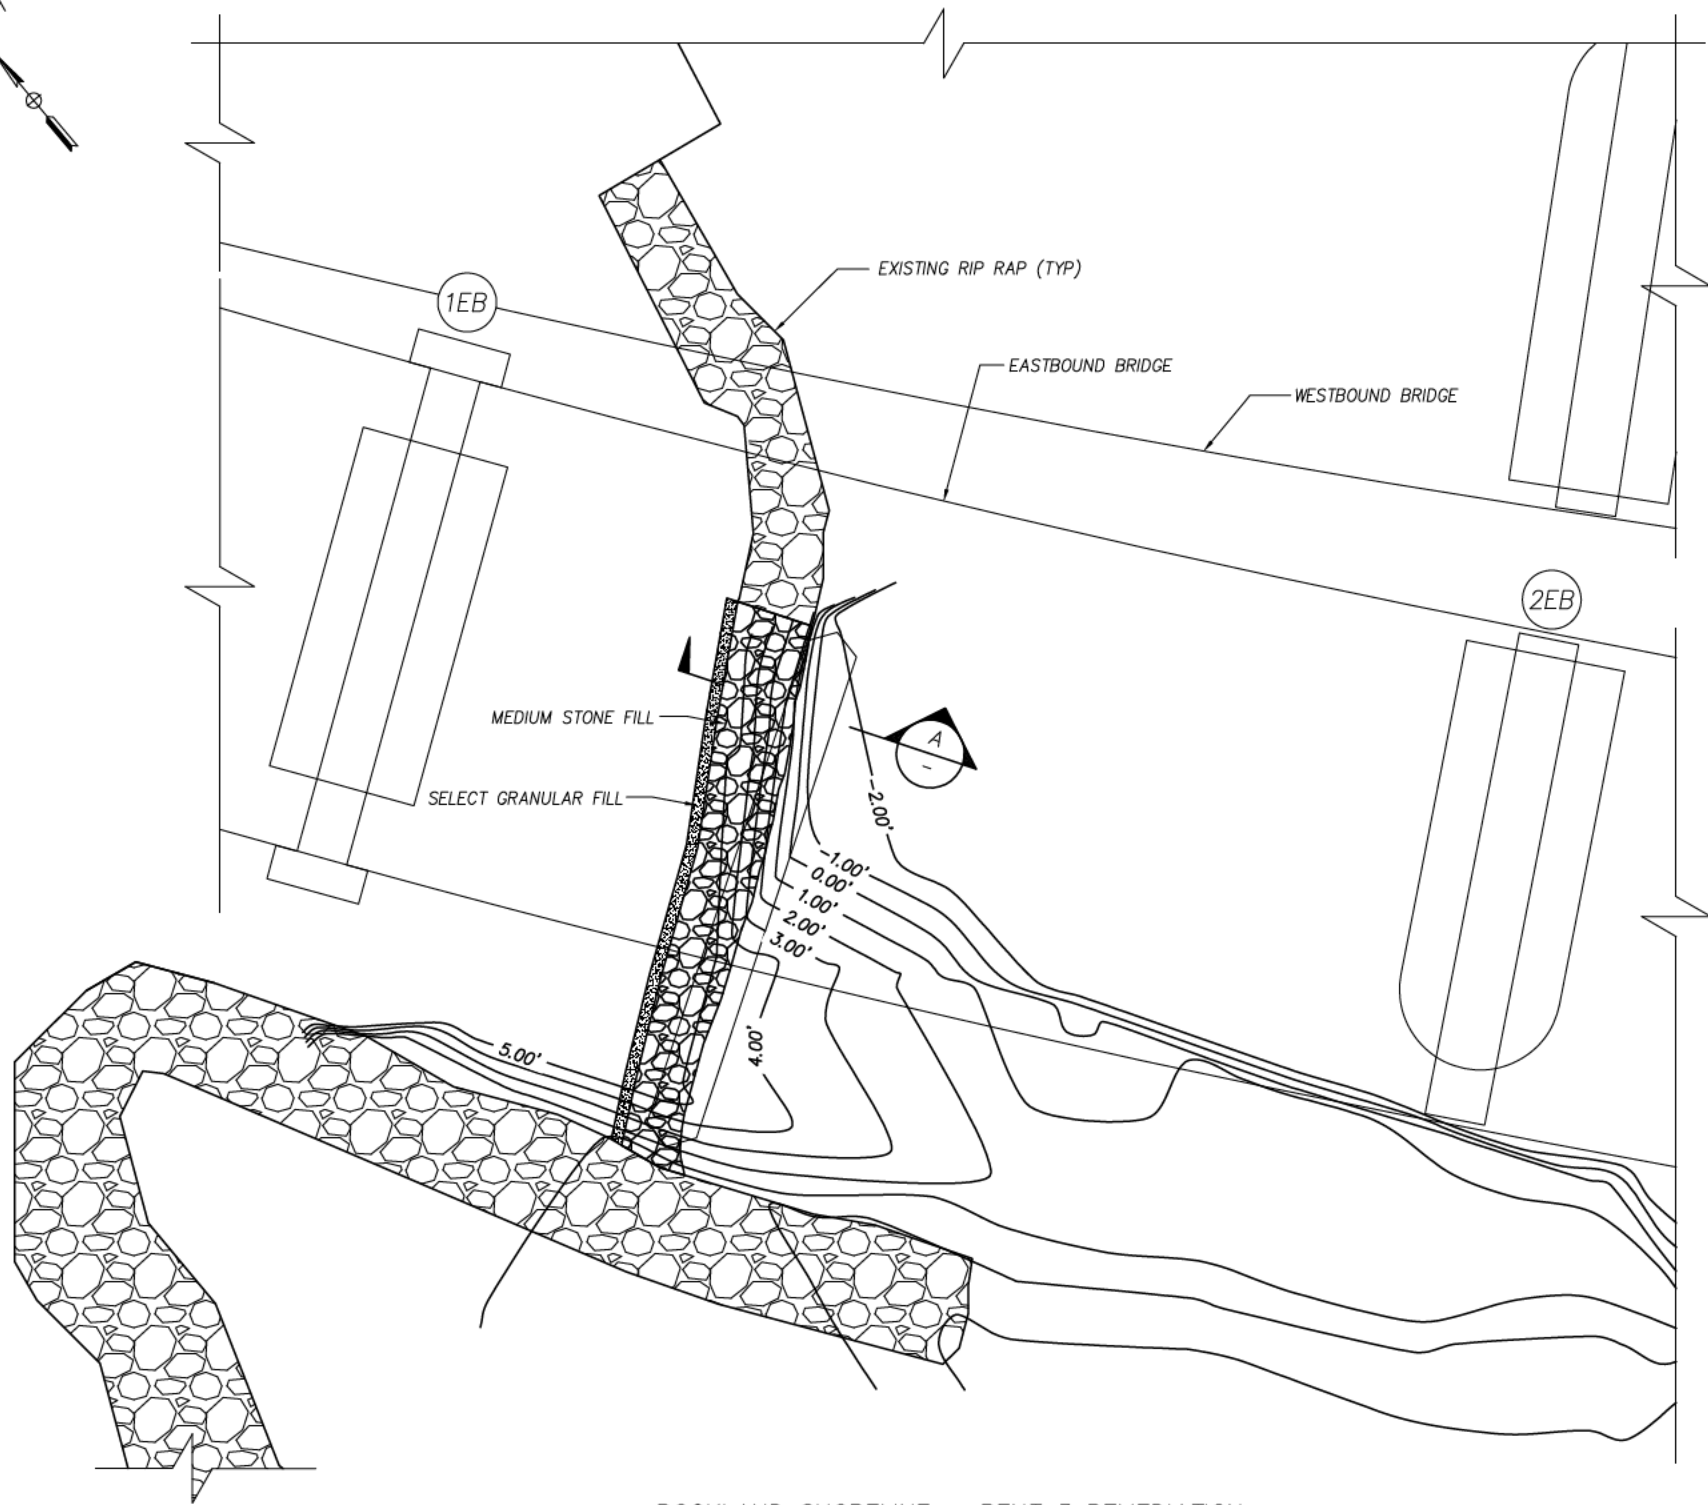 1EB
EXISTING RIP RAP (TYP)
EASTBOUND BRIDGE
WESTBOUND BRIDGE
2EB
MEDIUM STONE FILL
A
-
SELECT GRANULAR FILL
-2.00'
-1.00'
0.00'
1.00'
2.00'
3.00'
4.00'
5.00'